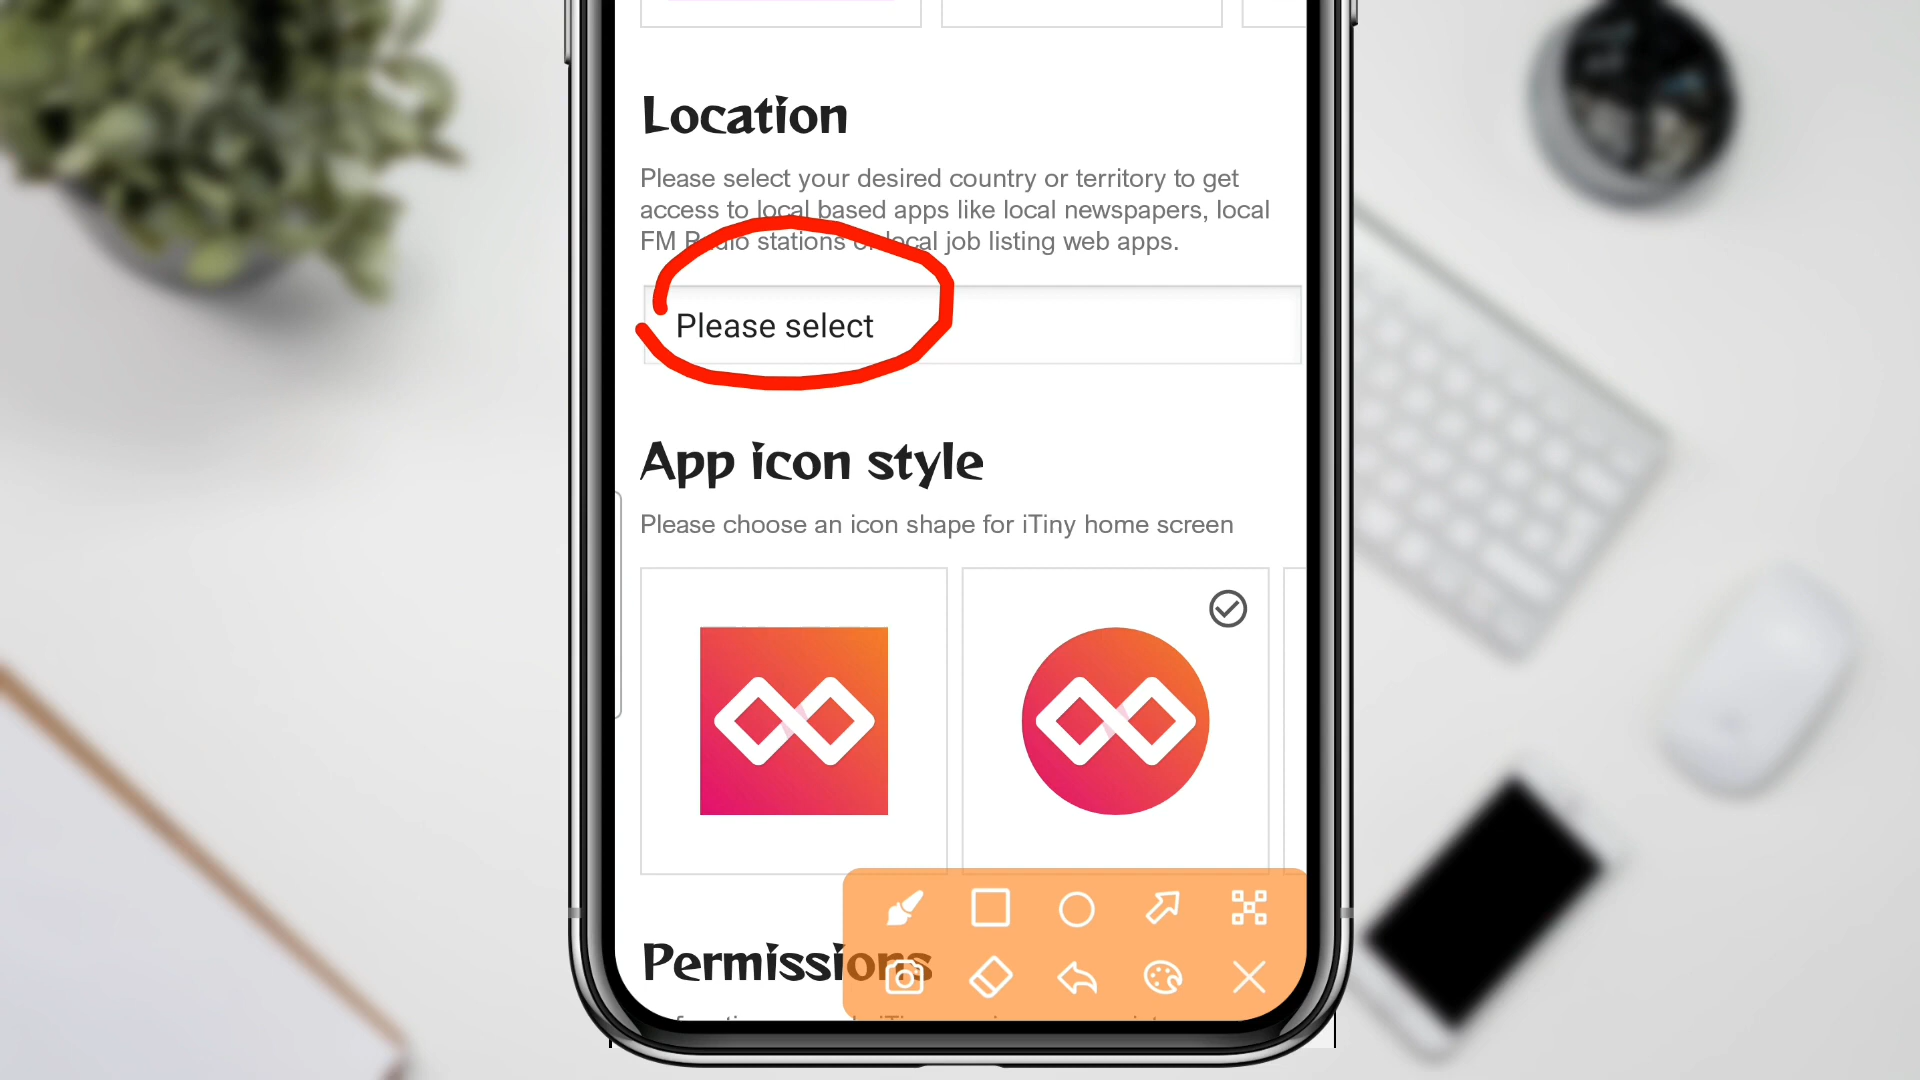 Location
Please select your desired country or territory to get
access to local based apps like local newspapers, local
FM Radio stations or local job listing web apps.
Please select
App icon style
Please choose an icon shape for iTiny home screen
Permissions